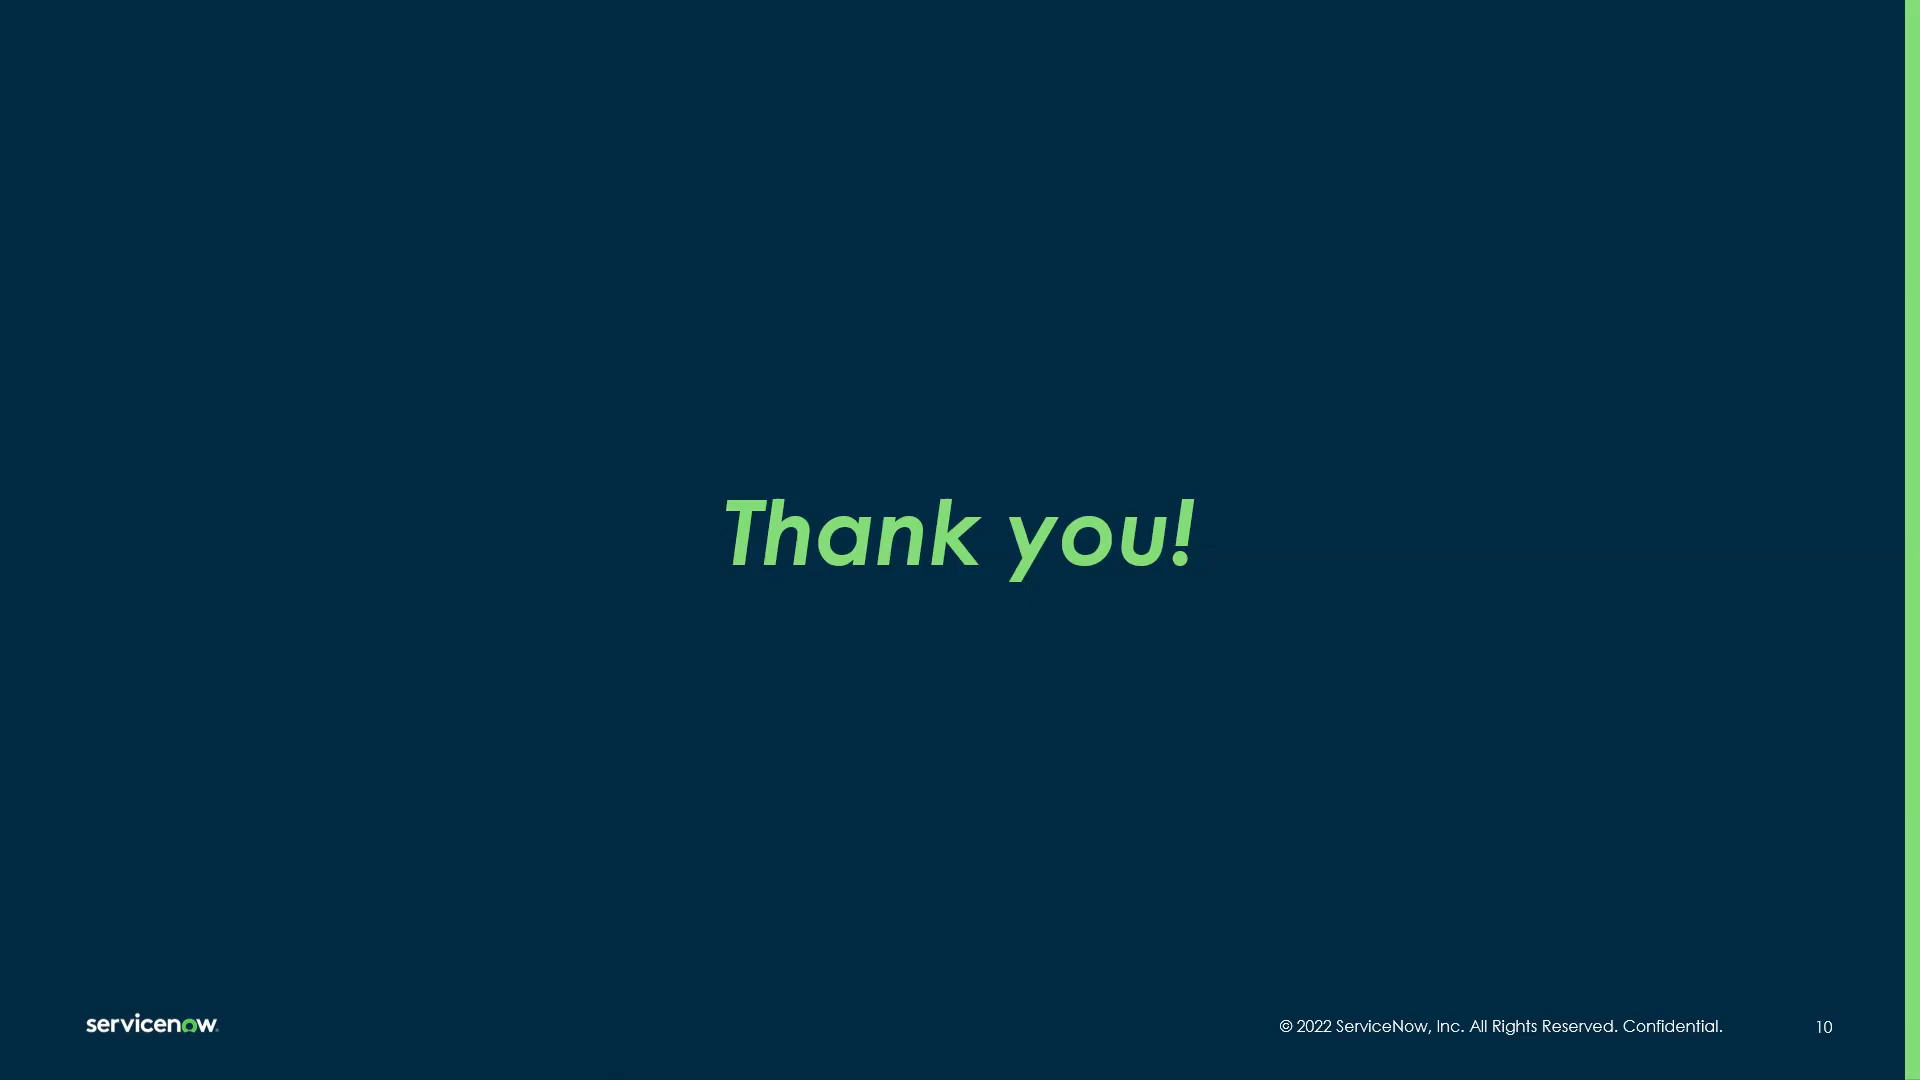 Thank you!
servicenow
© 2022 ServiceNow, Inc. All Rights Reserved. Confidential.
10